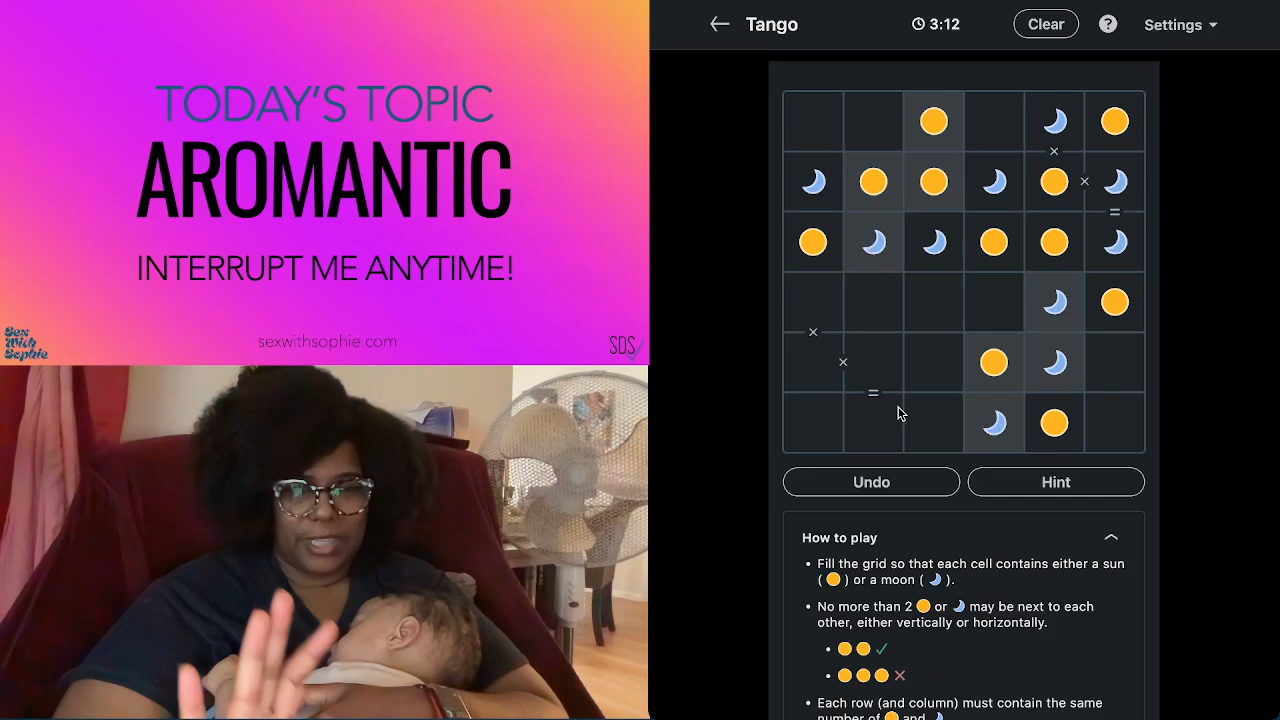 TODAY'S TOPIC
AROMANTIC
INTERRUPT ME ANYTIME!
Sex
With
Sophie
sexwithsophie.com
SDS
Tango
3:12
Clear
?
Settings
Undo
Hint
How to play
• Fill the grid so that each cell contains either a sun
( ) or a moon ( ).
• No more than 2 or may be next to each
other, either vertically or horizontally.
• Each row (and column) must contain the same
number of and .